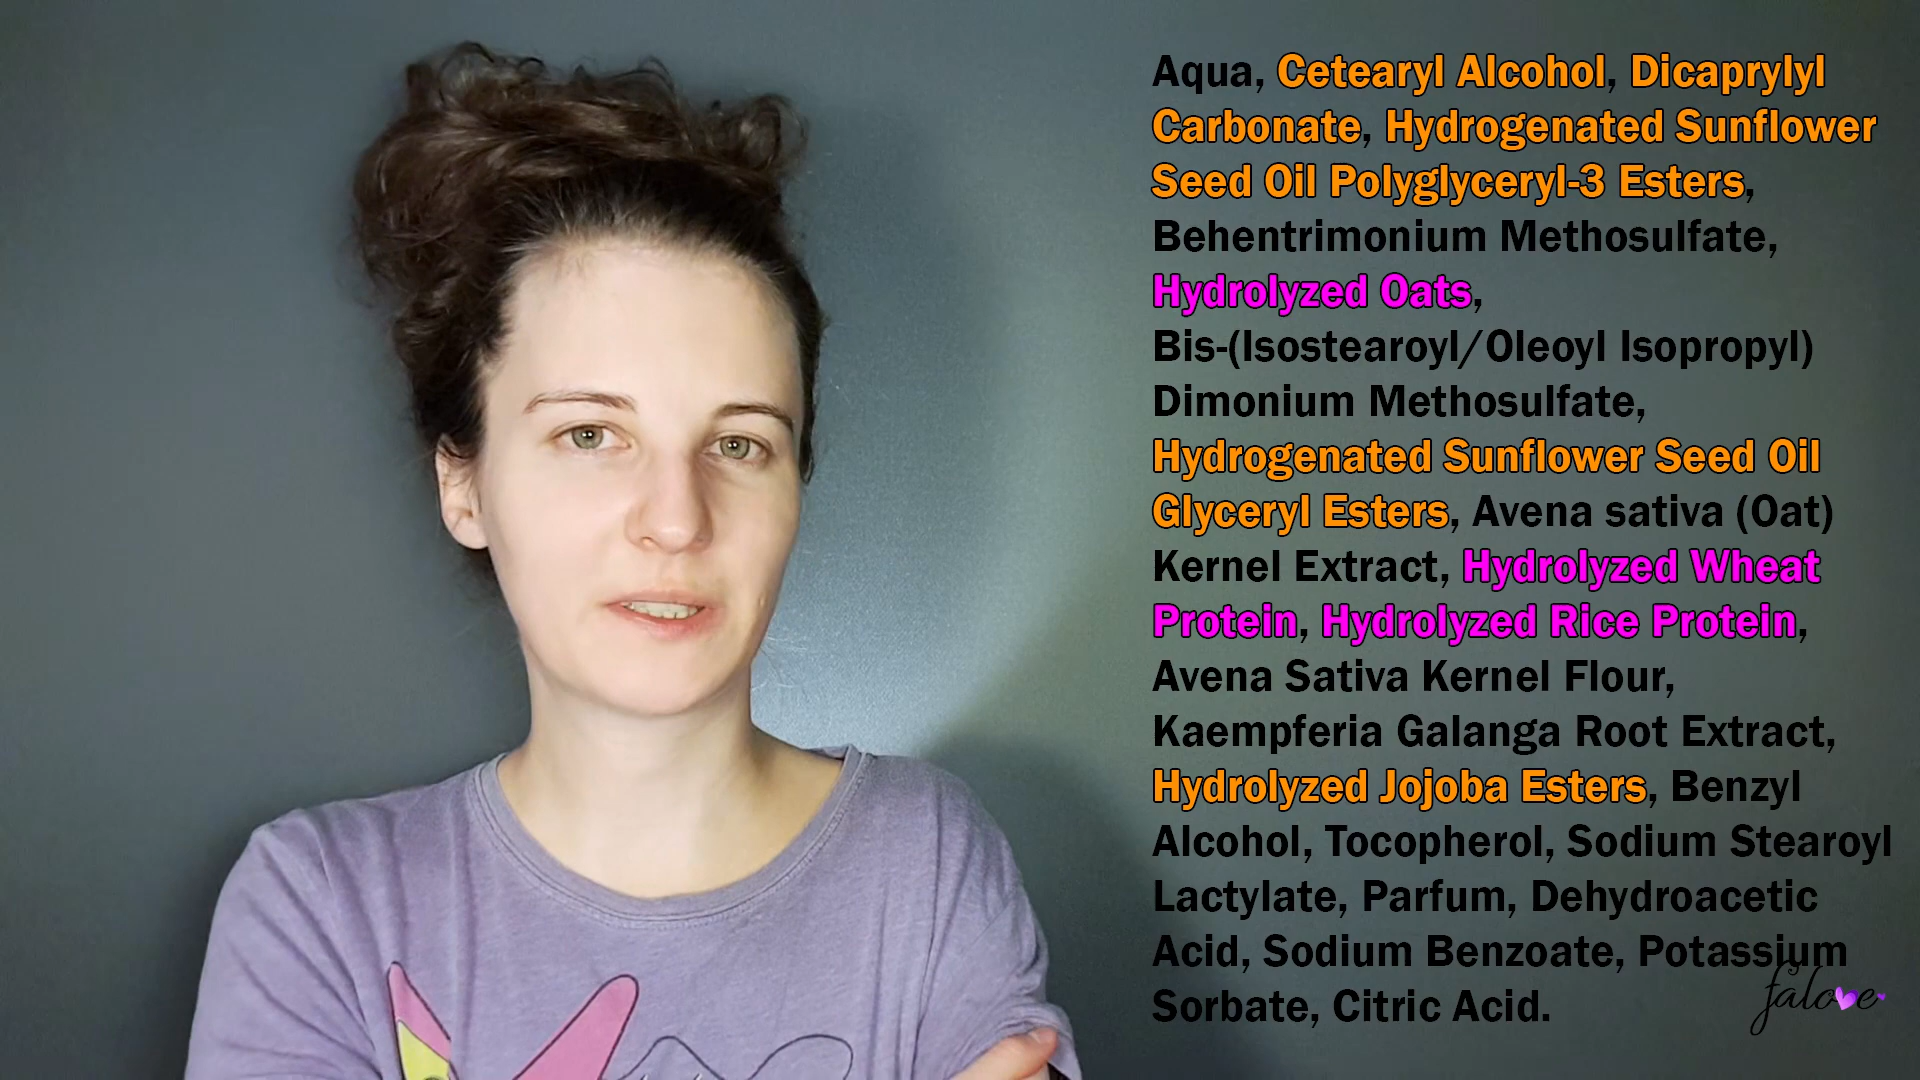 Aqua, Cetearyl Alcohol, Dicaprylyl
Carbonate, Hydrogenated Sunflower
Seed Oil Polyglyceryl-3 Esters,
Behentrimonium Methosulfate,
Hydrolyzed Oats,
Bis-(Isostearoyl/Oleoyl Isopropyl)
Dimonium Methosulfate,
Hydrogenated Sunflower Seed Oil
Glyceryl Esters, Avena sativa (Oat)
Kernel Extract, Hydrolyzed Wheat
Protein, Hydrolyzed Rice Protein,
Avena Sativa Kernel Flour,
Kaempferia Galanga Root Extract,
Hydrolyzed Jojoba Esters, Benzyl
Alcohol, Tocopherol, Sodium Stearoyl
Lactylate, Parfum, Dehydroacetic
Acid, Sodium Benzoate, Potassium
Sorbate, Citric Acid.
falove